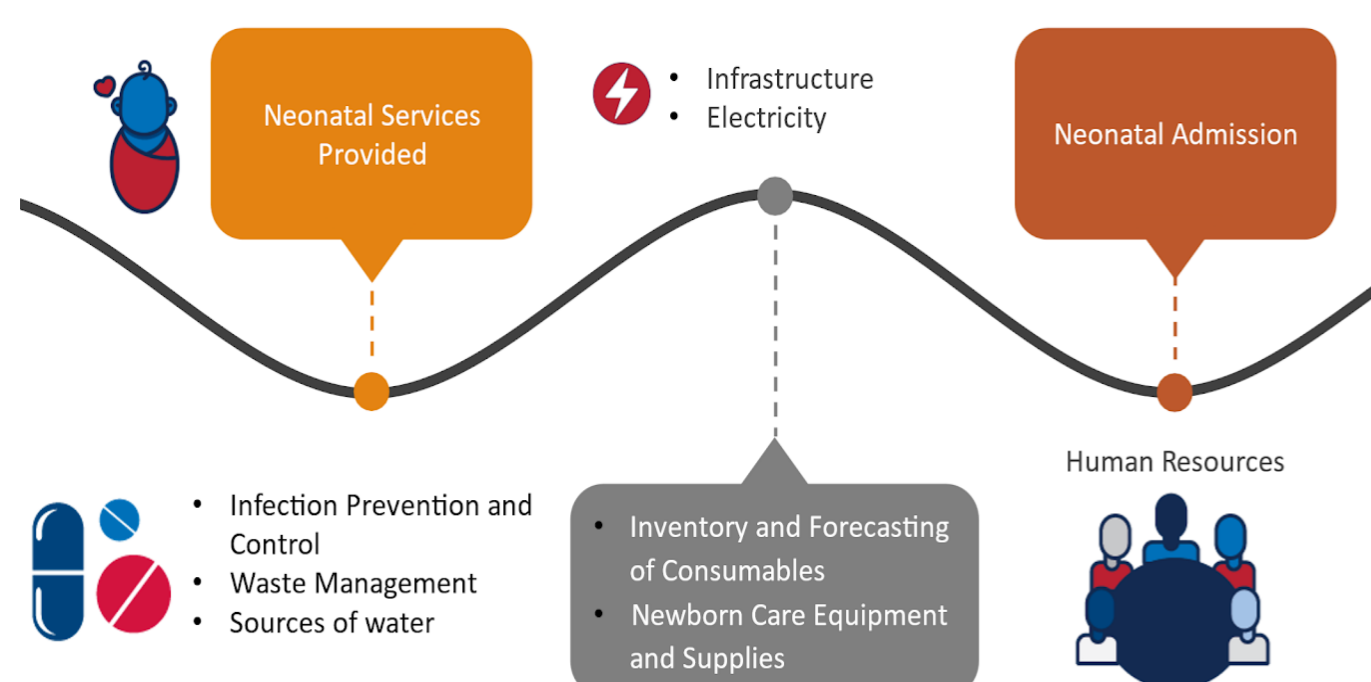 Neonatal Services
Provided
• Infrastructure
• Electricity
Neonatal Admission
• Infection Prevention and
Control
• Waste Management
• Sources of water
• Inventory and Forecasting
of Consumables
• Newborn Care Equipment
and Supplies
Human Resources